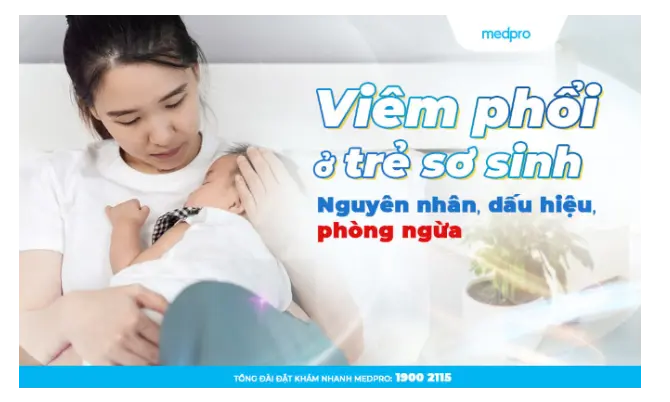 medpro
Viêm phổi
ở trẻ sơ sinh
Nguyên nhân, dấu hiệu,
phòng ngừa
TỔNG ĐÀI ĐẶT KHÁM NHANH MEDPRO: 1900 2115